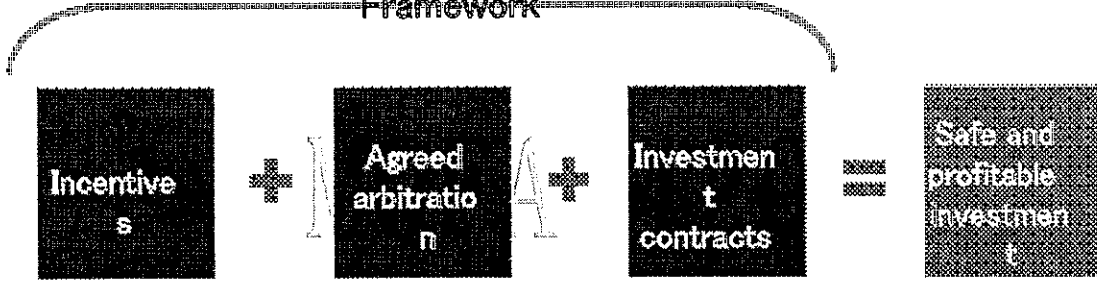 Framework
Incentive
s
+
Agreed
arbitratio
n
+
Investmen
t
contracts
=
Safe and
profitable
investmen
t